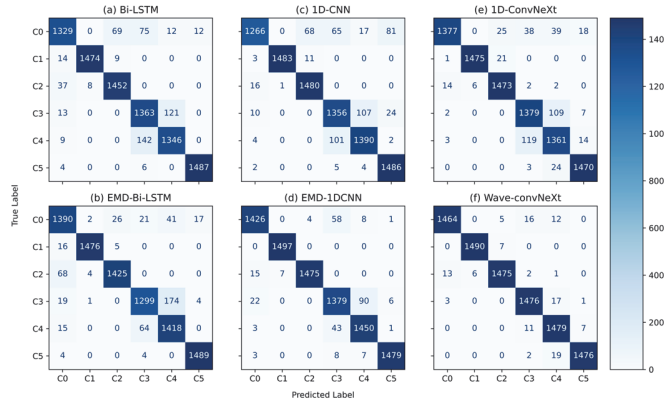 (a) Bi-LSTM
C0 1329 0 69 75 12 12
C1 14 1474 9 0 0 0
C2 37 8 1452 0 0 0
C3 13 0 0 1363 121 0
C4 9 0 0 142 1346 0
C5 4 0 0 6 0 1487
(c) 1D-CNN
1266 0 68 65 17 81
3 1483 11 0 0 0
16 1 1480 0 0 0
10 0 0 1356 107 24
4 0 0 101 1390 2
2 0 0 5 4 1486
(e) 1D-ConvNeXt
1377 0 25 38 39 18
1 1475 21 0 0 0
14 6 1473 2 2 0
2 0 0 1379 109 7
3 0 0 119 1361 14
2 0 0 3 24 1470
(b) EMD-Bi-LSTM
C0 1390 2 26 21 41 17
C1 16 1476 5 0 0 0
C2 68 4 1425 0 0 0
C3 19 1 0 1299 174 4
C4 15 0 0 64 1418 0
C5 4 0 0 4 0 1489
C0 C1 C2 C3 C4 C5
(d) EMD-1DCNN
1426 0 4 58 8 1
0 1497 0 0 0 0
15 7 1475 0 0 0
22 0 0 1379 90 6
3 0 0 43 1450 1
3 0 0 8 7 1479
C0 C1 C2 C3 C4 C5
(f) Wave-convNeXt
1464 0 5 16 12 0
0 1490 7 0 0 0
13 6 1475 2 1 0
3 0 0 1476 17 1
0 0 0 11 1479 7
0 0 0 2 19 1476
C0 C1 C2 C3 C4 C5
True Label
Predicted Label
1400
1200
1000
800
600
400
200
0